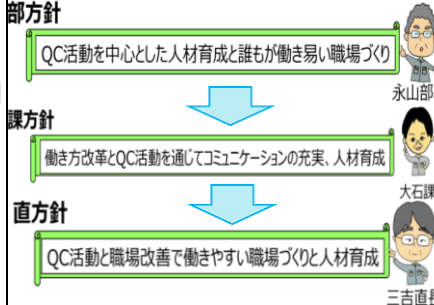 部方針
QC活動を中心とした人材育成と誰もが働き易い職場づくり
永山部
課方針
働き方改革とQC活動を通じてコミュニケーションの充実、人材育成
大石課
直方針
QC活動と職場改善で働きやすい職場づくりと人材育成
三吉直長